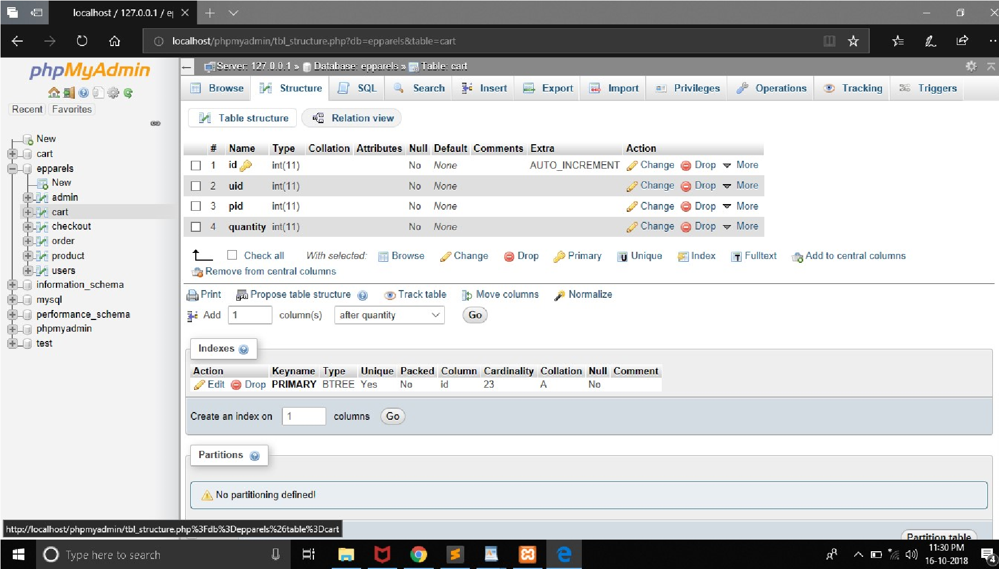 localhost / 127.0.0.1 / ep
localhost/phpmyadmin/tbl_structure.php?db=epparels&table=cart
phpMyAdmin
Recent Favorites
New
cart
epparels
New
admin
cart
checkout
order
product
users
information_schema
mysql
performance_schema
phpmyadmin
test
Server: 127.0.0.1 » Database: epparels » Table: cart
Browse Structure SQL Search Insert Export Import Privileges Operations Tracking Triggers
Table structure Relation view
# Name Type Collation Attributes Null Default Comments Extra Action
1 id int(11) No None AUTO_INCREMENT Change Drop More
2 uid int(11) No None Change Drop More
3 pid int(11) No None Change Drop More
4 quantity int(11) No None Change Drop More
Check all With selected: Browse Change Drop Primary Unique Index Fulltext Add to central columns
Remove from central columns
Print Propose table structure Track table Move columns Normalize
Add 1 column(s) after quantity Go
Indexes
Action Keyname Type Unique Packed Column Cardinality Collation Null Comment
Edit Drop PRIMARY BTREE Yes No id 23 A No
Create an index on 1 columns Go
Partitions
No partitioning defined!
Partition table
http://localhost/phpmyadmin/tbl_structure.php%3Fdb%3Depparels%26table%3Dcart
Type here to search
11:30 PM
16-10-2018
4